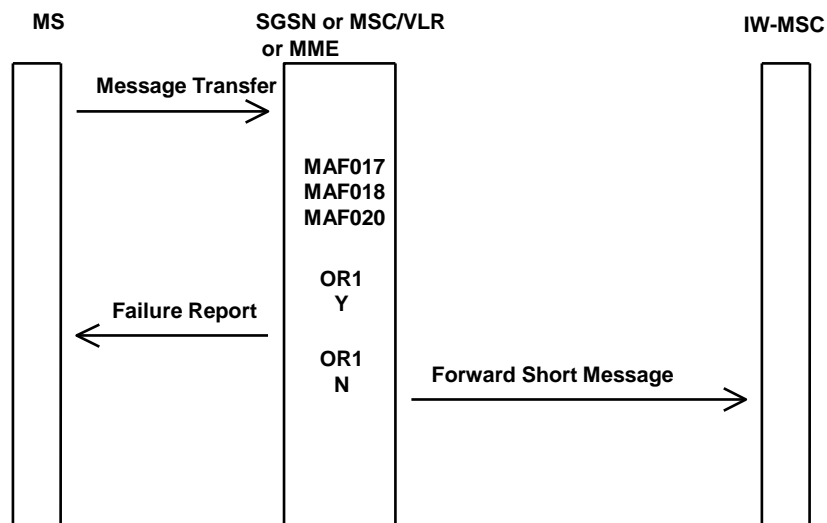 MS
SGSN or MSC/VLR
or MME
IW-MSC
Message Transfer
MAF017
MAF018
MAF020
OR1
Y
Failure Report
OR1
N
Forward Short Message